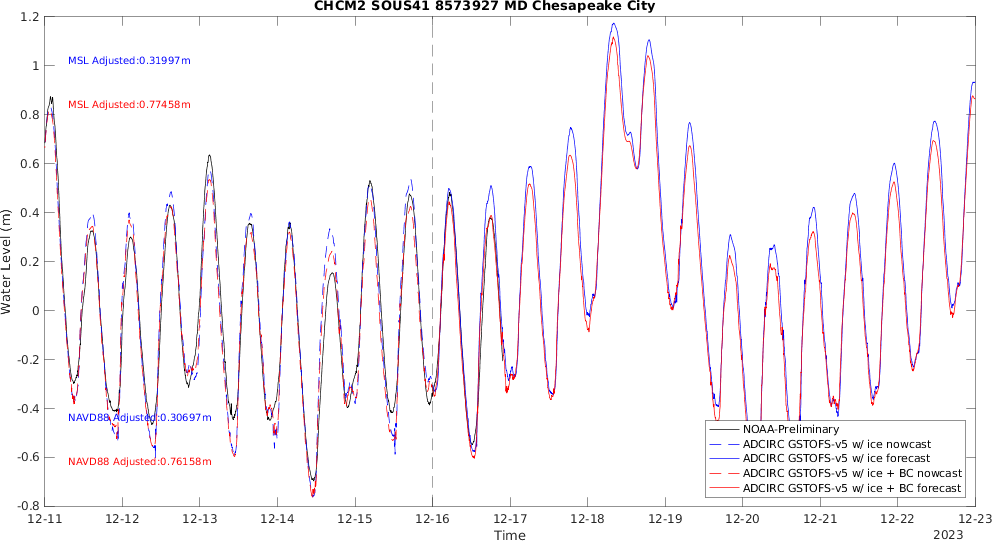 CHCM2 SOUS41 8573927 MD Chesapeake City
1.2
1
0.8
0.6
0.4
0.2
0
-0.2
-0.4
-0.6
-0.8
Water Level (m)
MSL Adjusted:0.31997m
MSL Adjusted:0.77458m
NAVD88 Adjusted:0.30697m
NAVD88 Adjusted:0.76158m
NOAA-Preliminary
ADCIRC GSTOFS-v5 w/ ice nowcast
ADCIRC GSTOFS-v5 w/ ice forecast
ADCIRC GSTOFS-v5 w/ ice + BC nowcast
ADCIRC GSTOFS-v5 w/ ice + BC forecast
12-11 12-12 12-13 12-14 12-15 12-16 12-17 12-18 12-19 12-20 12-21 12-22 12-23
Time
2023